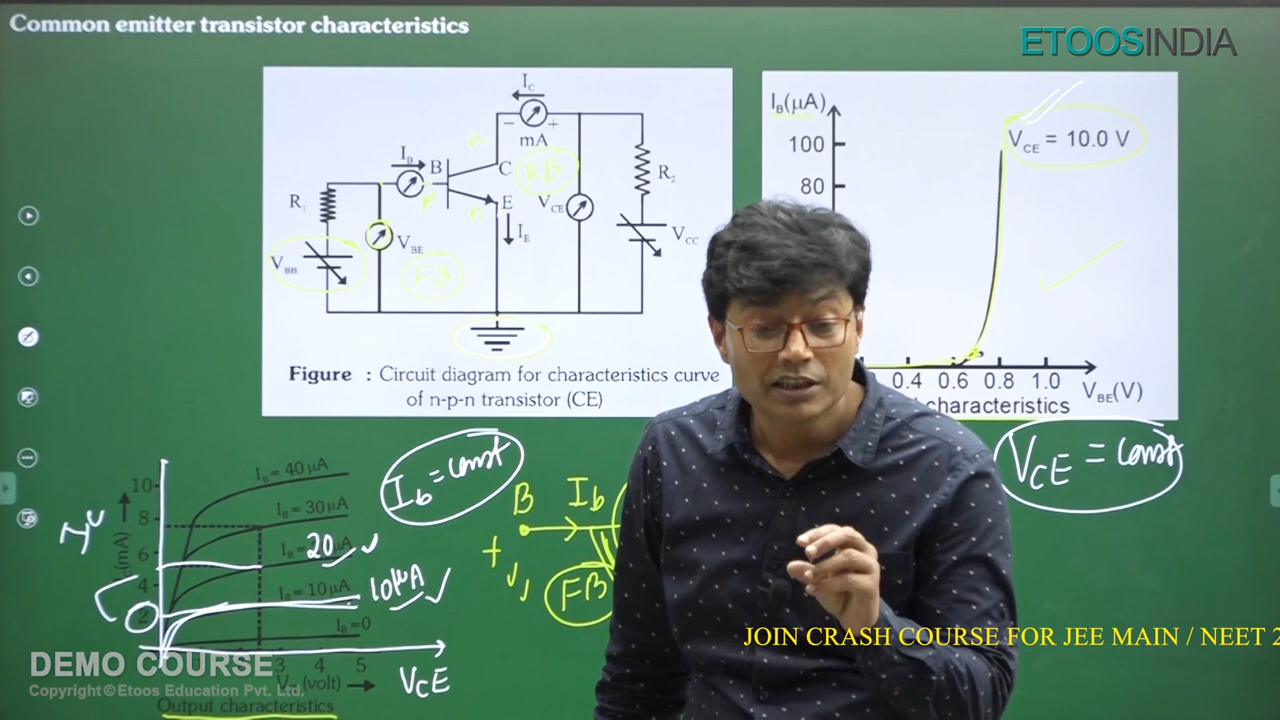 Common emitter transistor characteristics
ETOOSINDIA
I_C
mA
− +
I_B
B
C
E
n
p
n
RB
R_1
R_2
V_BE
V_CE
I_E
V_BB
V_CC
FB
Figure : Circuit diagram for characteristics curve
of n-p-n transistor (CE)
I_B(μA)
100
80
V_CE = 10.0 V
0.4 0.6 0.8 1.0
V_BE(V)
characteristics
I_b = const
V_CE = const
B I_b
+
FB
10
8
6
4
2
(mA)
I_B = 40 μA
I_B = 30 μA
20 μA
I_B = 10 μA
10μA
I_B = 0
3 4 5
(volt)
V_CE
Output characteristics
DEMO COURSE
Copyright © Etoos Education Pvt. Ltd.
JOIN CRASH COURSE FOR JEE MAIN / NEET 2